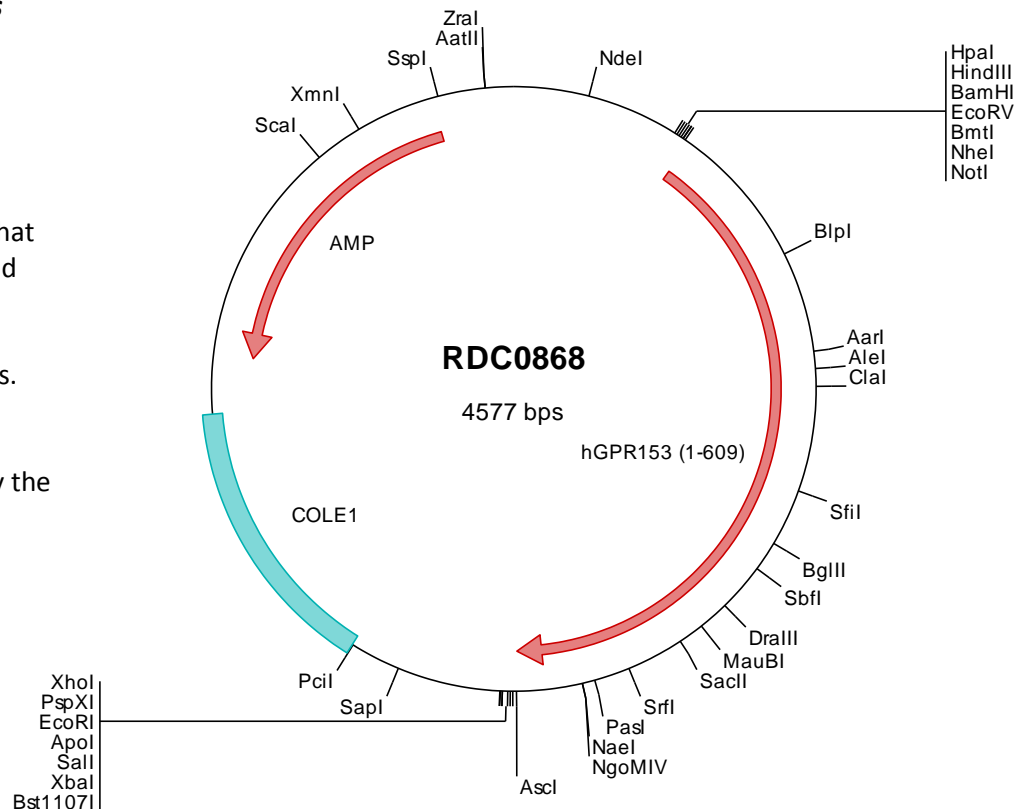 s
hat
d
s.
y the
ZraI
AatII
SspI
NdeI
XmnI
ScaI
HpaI
HindIII
BamHI
EcoRV
BmtI
NheI
NotI
BlpI
AMP
AarI
AleI
ClaI
RDC0868
4577 bps
hGPR153 (1-609)
COLE1
SfiI
BglII
SbfI
DraIII
MauBI
SacII
SrfI
PasI
NaeI
NgoMIV
AscI
PciI
SapI
XhoI
PspXI
EcoRI
ApoI
SalI
XbaI
Bst1107I